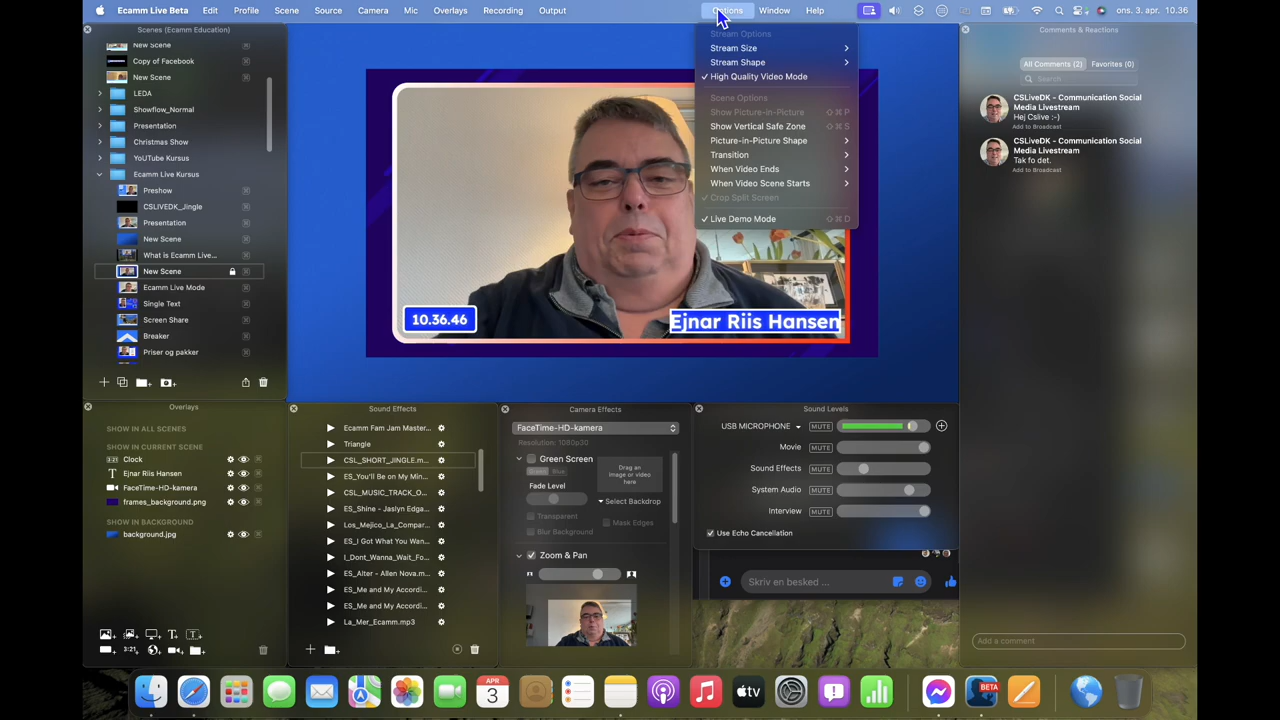 Ecamm Live Beta Edit Profile Scenes Source Camera Mic Overlays Recording Output Options Window Help ons. 3. apr. 10.36
Scenes (Ecamm Education)
New Scene
Copy of Facebook
New Scene
LEDA
Showflow_Normal
Presentation
Christmas Show
YOUTube Kursus
Ecamm Live Kursus
Preshow
CSLIVEDK_Jingle
Presentation
New Scene
What is Ecamm Live...
New Scene
Ecamm Live Mode
Single Text
Screen Share
Breaker
Priser og pakker
10.36.46
Ejnar Riis Hansen
Stream Options
Stream Size
Stream Shape
✓ High Quality Video Mode
Scene Options
Show Picture-in-Picture ⇧⌘P
Show Vertical Safe Zone ⇧⌘S
Picture-in-Picture Shape
Transition
When Video Ends
When Video Scene Starts
✓ Crop Split Screen
✓ Live Demo Mode ⇧⌘D
Comments & Reactions
All Comments (2) Favorites (0)
Search
CSLiveDK - Communication Social
Media Livestream
Hej Cslive :-)
Add to Broadcast
CSLiveDK - Communication Social
Media Livestream
Tak fo det.
Add to Broadcast
Add a comment
Overlays
SHOW IN ALL SCENES
SHOW IN CURRENT SCENE
Clock
Ejnar Riis Hansen
FaceTime-HD-kamera
frames_background.png
SHOW IN BACKGROUND
background.jpg
3:21
Sound Effects
Ecamm Fam Jam Master...
Triangle
CSL_SHORT_JINGLE.m...
ES_You'll Be on My Min...
CSL_MUSIC_TRACK_O...
ES_Shine - Jaslyn Edga...
Los_Mejico_La_Compar...
ES_I Got What You Wan...
I_Dont_Wanna_Wait_Fo...
ES_Alter - Allen Nova.m...
ES_Me and My Accordi...
ES_Me and My Accordi...
La_Mer_Ecamm.mp3
Camera Effects
FaceTime-HD-kamera
Resolution: 1080p30
Green Screen
Green Blue
Fade Level
Drag an image or video here
Select Backdrop
Transparent
Mask Edges
Blur Background
Zoom & Pan
Sound Levels
USB MICROPHONE MUTE
Movie MUTE
Sound Effects MUTE
System Audio MUTE
Interview MUTE
Use Echo Cancellation
Skriv en besked ...
APR
3
tv
BETA